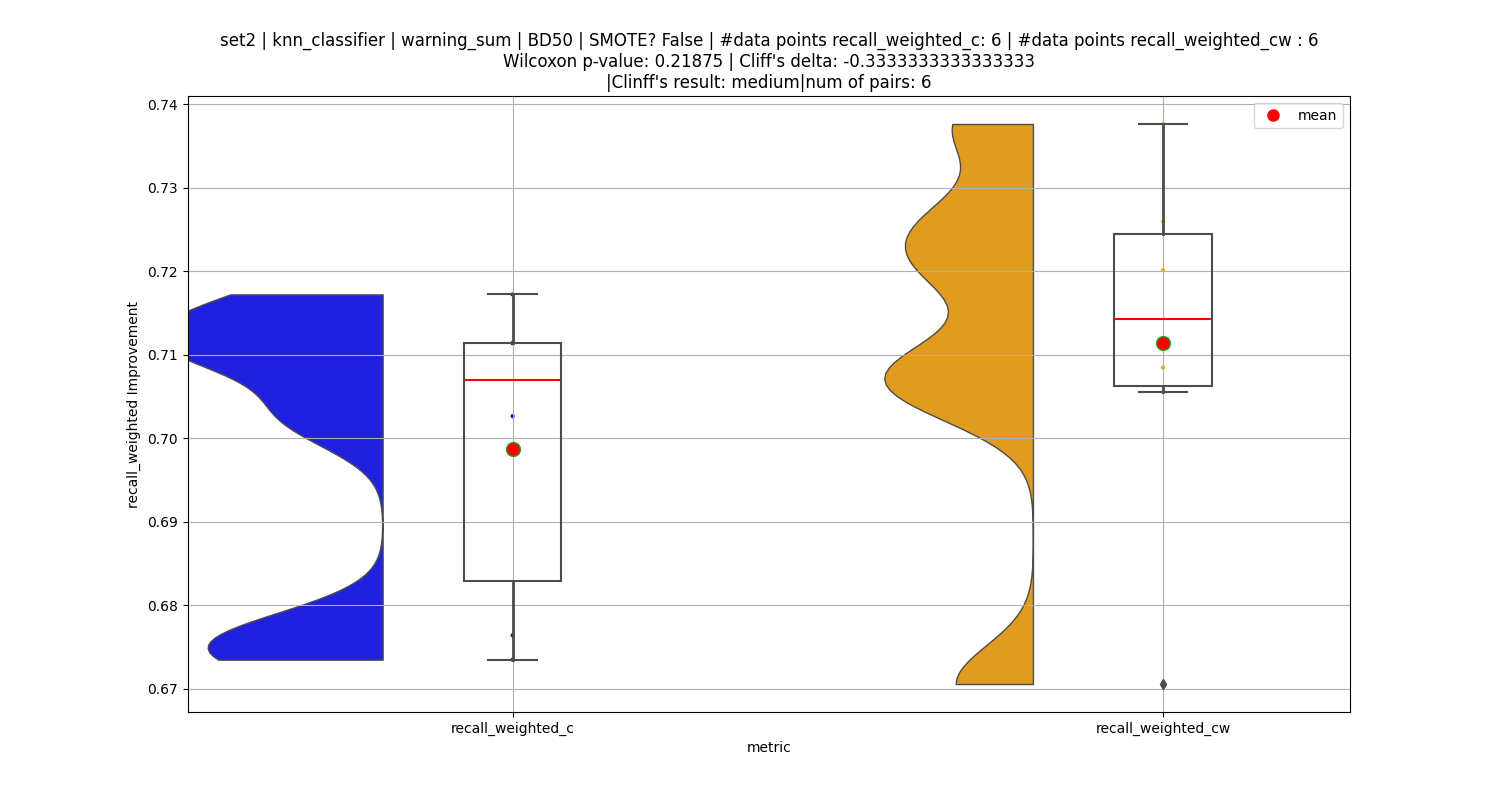 set2 | knn_classifier | warning_sum | BD50 | SMOTE? False | #data points recall_weighted_c: 6 | #data points recall_weighted_cw : 6
Wilcoxon p-value: 0.21875 | Cliff's delta: -0.3333333333333333
|Clinff's result: medium|num of pairs: 6
mean
recall_weighted Improvement
0.74
0.73
0.72
0.71
0.70
0.69
0.68
0.67
recall_weighted_c
recall_weighted_cw
metric